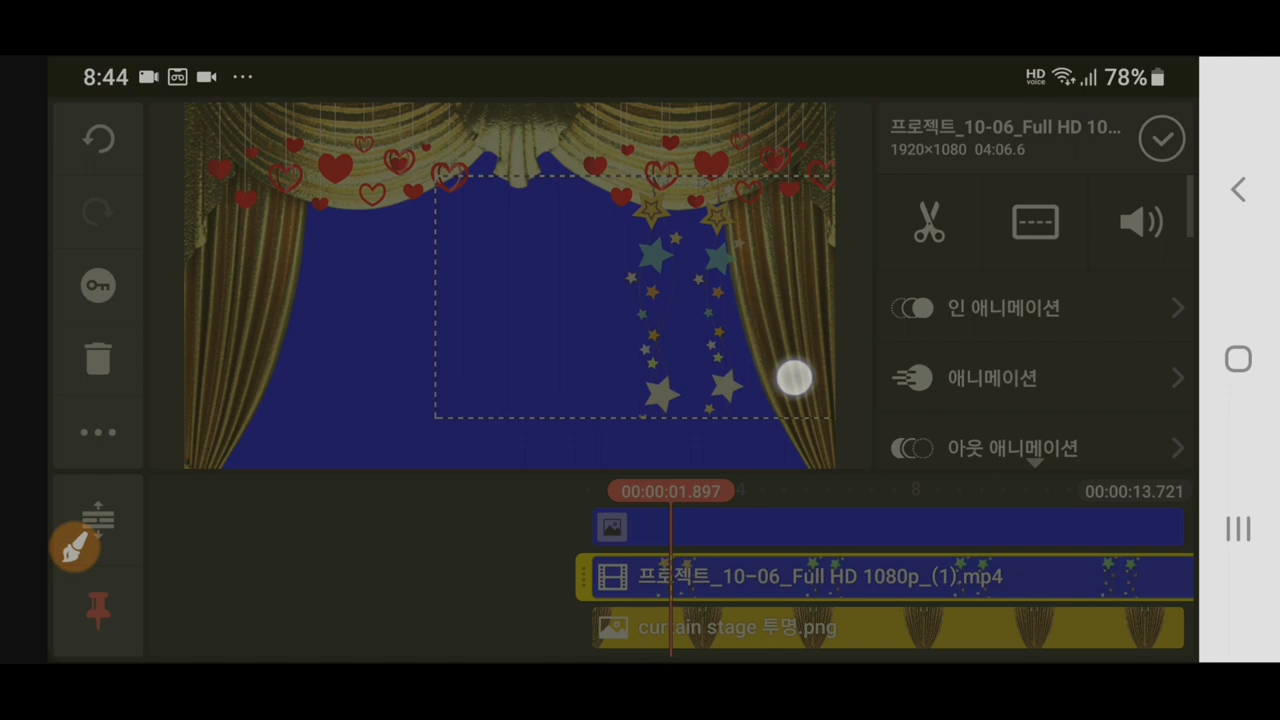 8:44
HD voice 78%
프로젝트_10-06_Full HD 10...
1920×1080 04:06.6
인 애니메이션
애니메이션
아웃 애니메이션
00:00:01.897 4 8 00:00:13.721
프로젝트_10-06_Full HD 1080p_(1).mp4
curtain stage 투명.png